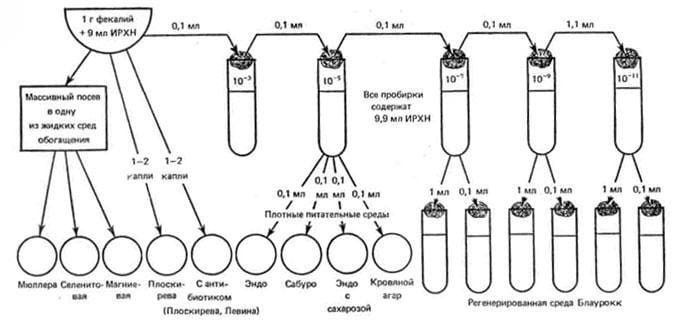 1 г фекалий
+ 9 мл ИРХН
0,1 мл
0,1 мл
0,1 мл
0,1 мл
1,1 мл
10⁻³
10⁻⁵
10⁻⁷
10⁻⁹
10⁻¹¹
Массивный посев
в одну
из жидких сред
обогащения
Все пробирки
содержат
9,9 мл ИРХН
1–2
капли
1–2
капли
0,1 мл
0,1
мл
0,1
мл
0,1 мл
1 мл
0,1 мл
1 мл
0,1 мл
1 мл
0,1 мл
Плотные питательные среды
Мюллера
Селенито-
вая
Магние-
вая
Плоски-
рева
С анти-
биотиком
(Плоскирева, Левина)
Эндо
Сабуро
Эндо
с
сахарозой
Кровяной
агар
Регенерированная среда Блаурокк